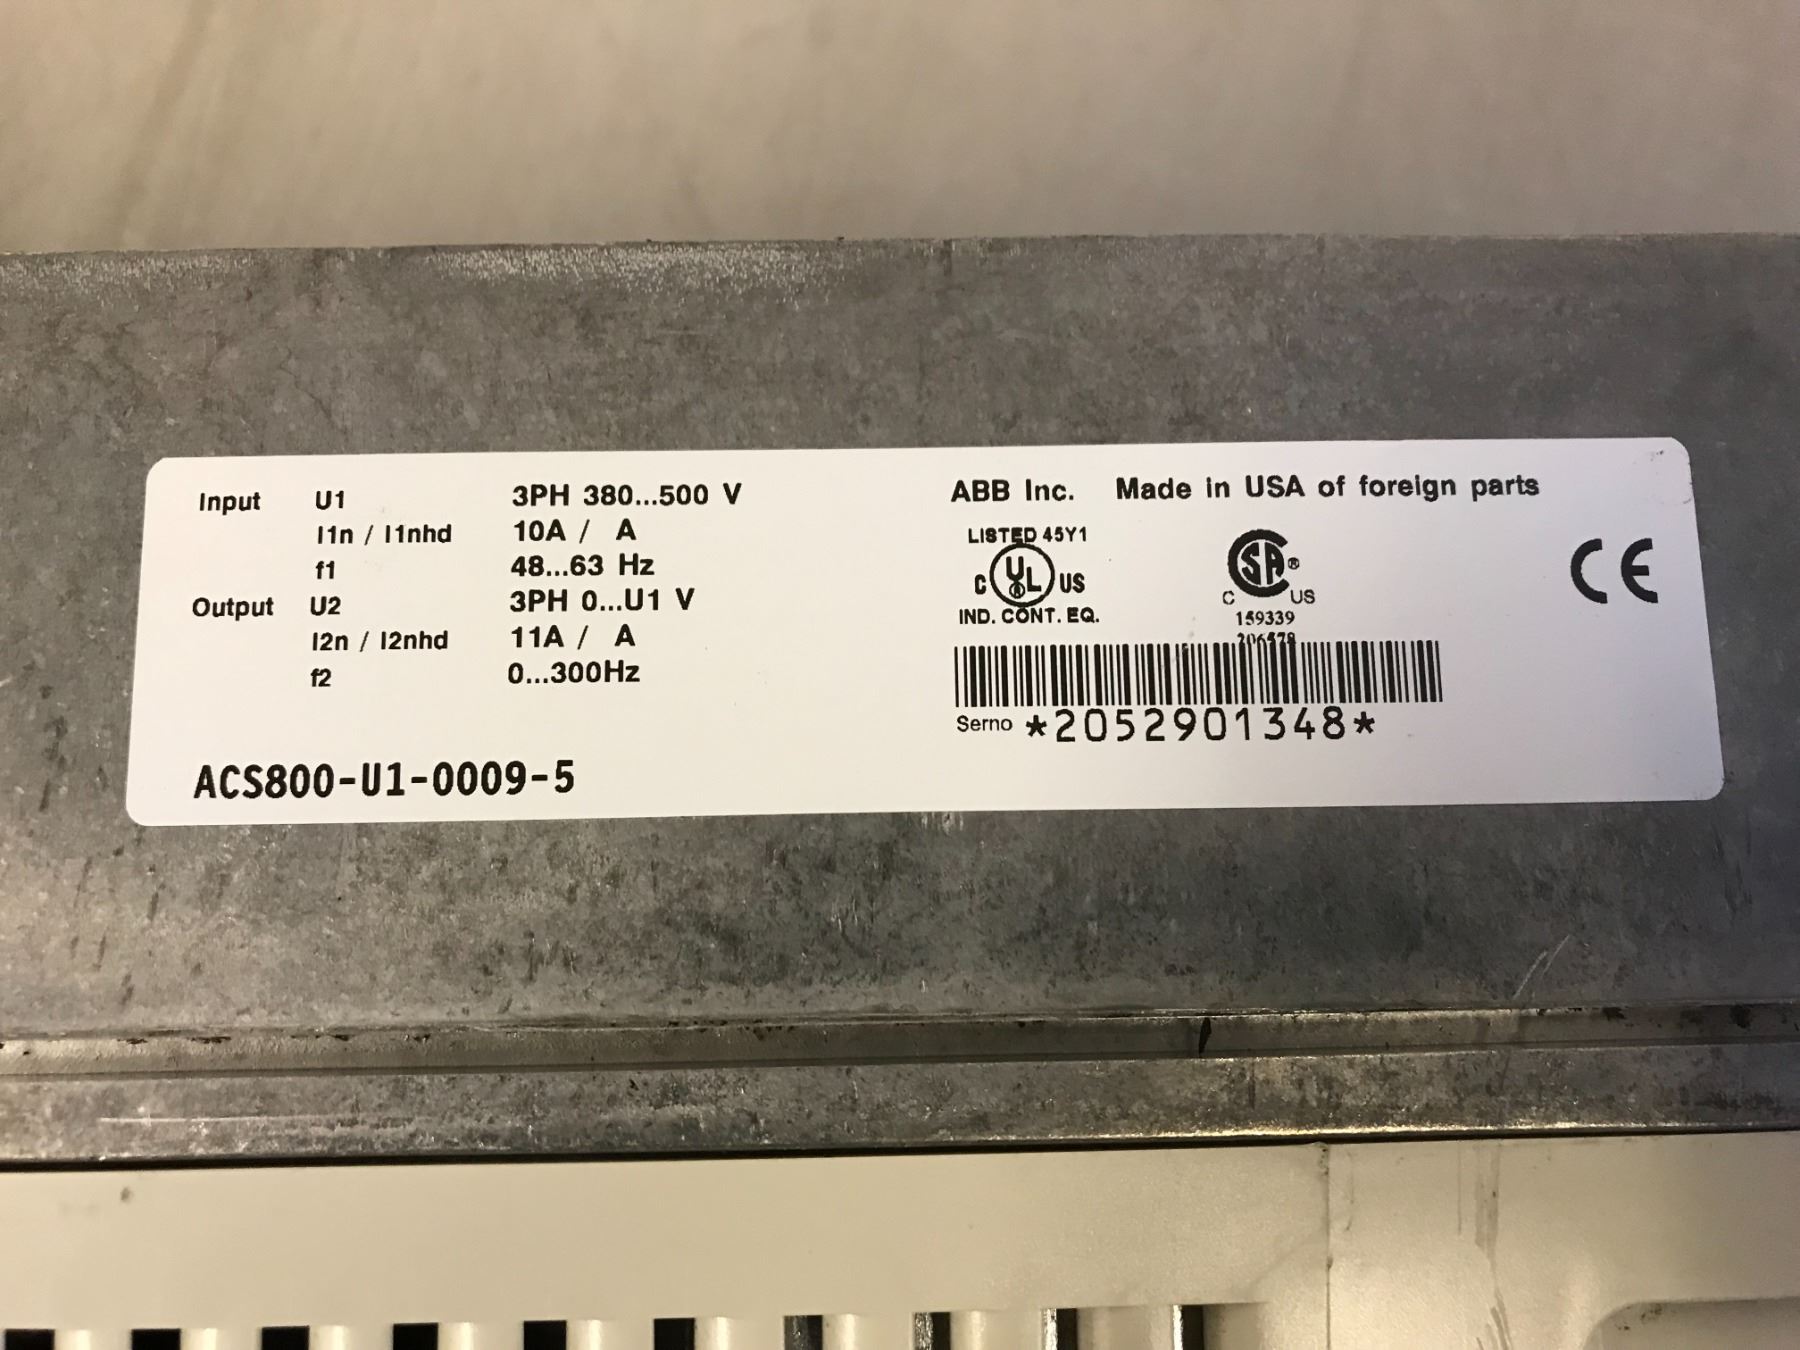 Input U1 3PH 380...500 V
I1n / I1nhd 10A / A
f1 48...63 Hz
Output U2 3PH 0...U1 V
I2n / I2nhd 11A / A
f2 0...300Hz
ACS800-U1-0009-5
ABB Inc. Made in USA of foreign parts
LISTED 45Y1
C UL US
IND. CONT. EQ.
SA ®
C US
159339
CE
Serno *2052901348*